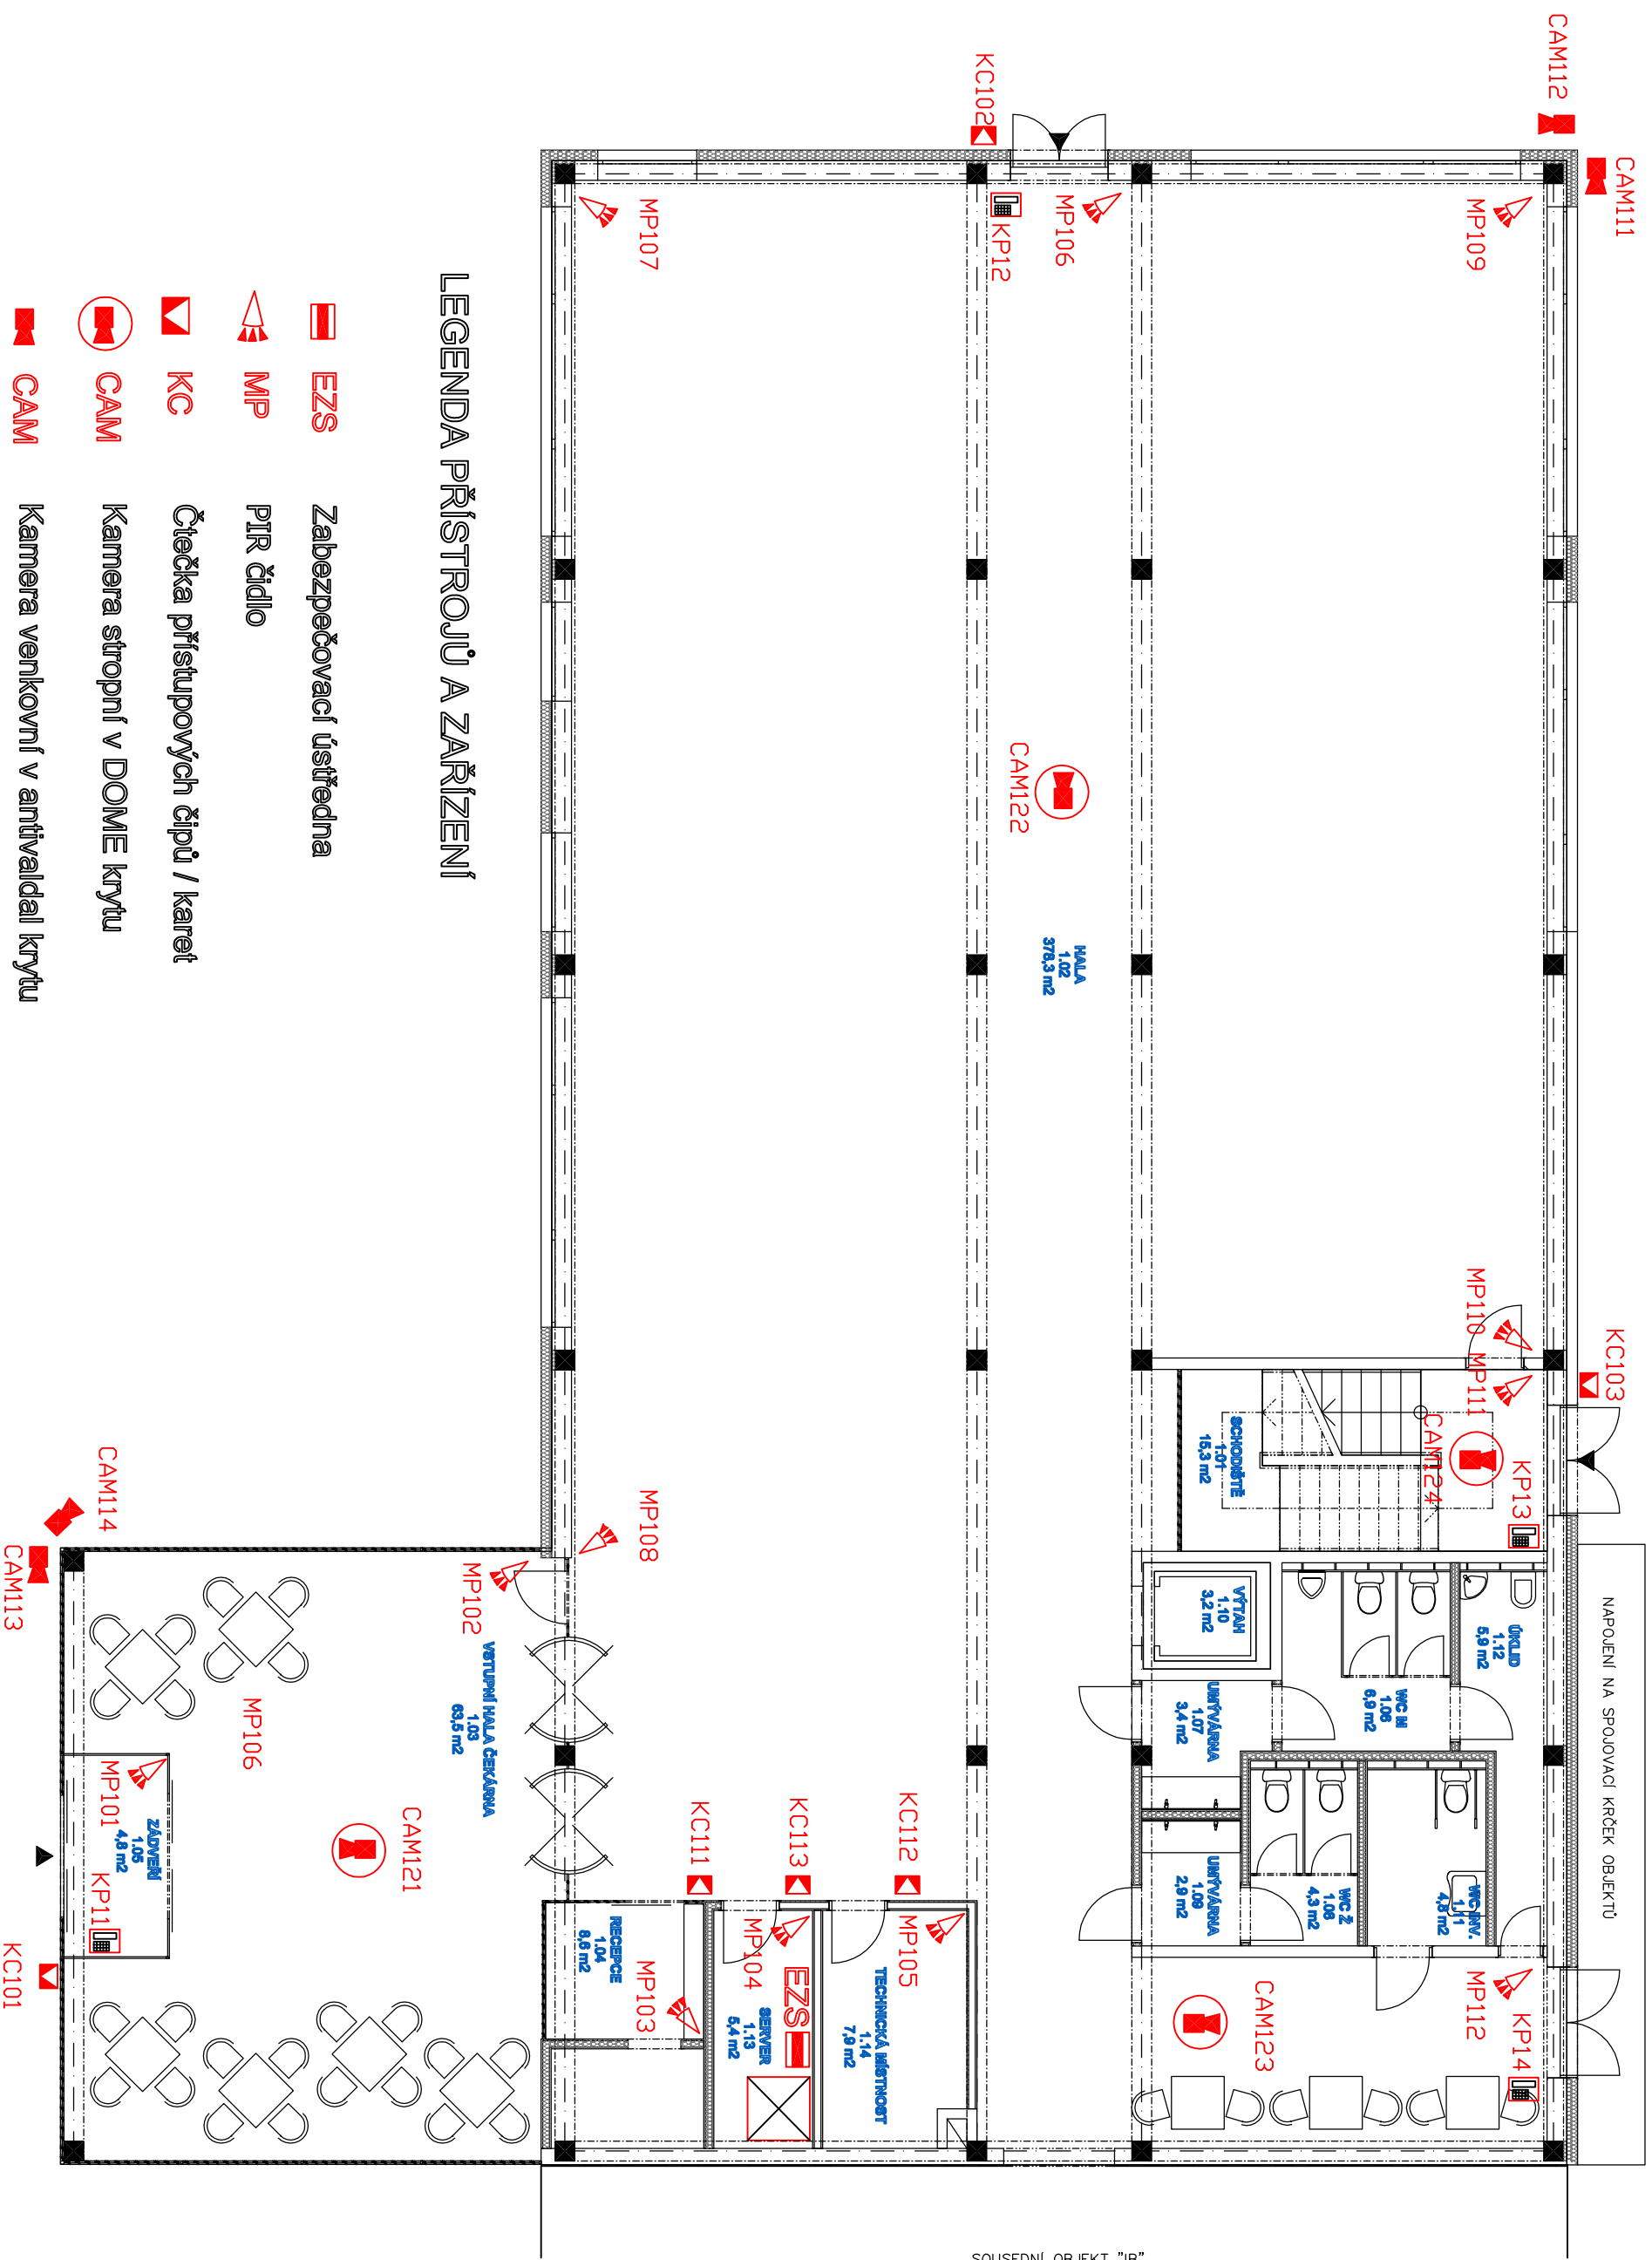 CAM112
CAM111
KC102
MP109
MP106
KP12
MP107
CAM122
HALA
1.02
378,3 m2
KC103
MP110
MP111
CAM124
KP13
SCHODIŠTĚ
1.01
15,3 m2
NAPOJENÍ NA SPOJOVACÍ KRČEK OBJEKTŮ
ÚKLID
1.12
5,9 m2
WC M
1.06
6,9 m2
VÝTAH
1.10
3,2 m2
UMÝVÁRNA
1.07
3,4 m2
WC INV.
1.11
4,8 m2
WC Ž
1.08
4,3 m2
UMÝVÁRNA
1.09
2,9 m2
MP112
KP14
CAM123
KC112
KC113
KC111
MP105
TECHNICKÁ MÍSTNOST
1.14
7,9 m2
MP104
EZS
SERVER
1.13
5,4 m2
MP103
RECEPCE
1.04
8,6 m2
MP108
MP102
VSTUPNÍ HALA ČEKÁRNA
1.03
63,5 m2
CAM121
MP106
ZÁDVEŘÍ
1.05
4,8 m2
MP101
KP11
KC101
CAM114
CAM113
SOUSEDNÍ OBJEKT "IB"
LEGENDA PŘÍSTROJŮ A ZAŘÍZENÍ
EZS Zabezpečovací ústředna
MP PIR čidlo
KC Čtečka přístupových čipů / karet
CAM Kamera stropní v DOME krytu
CAM Kamera venkovní v antivaldal krytu